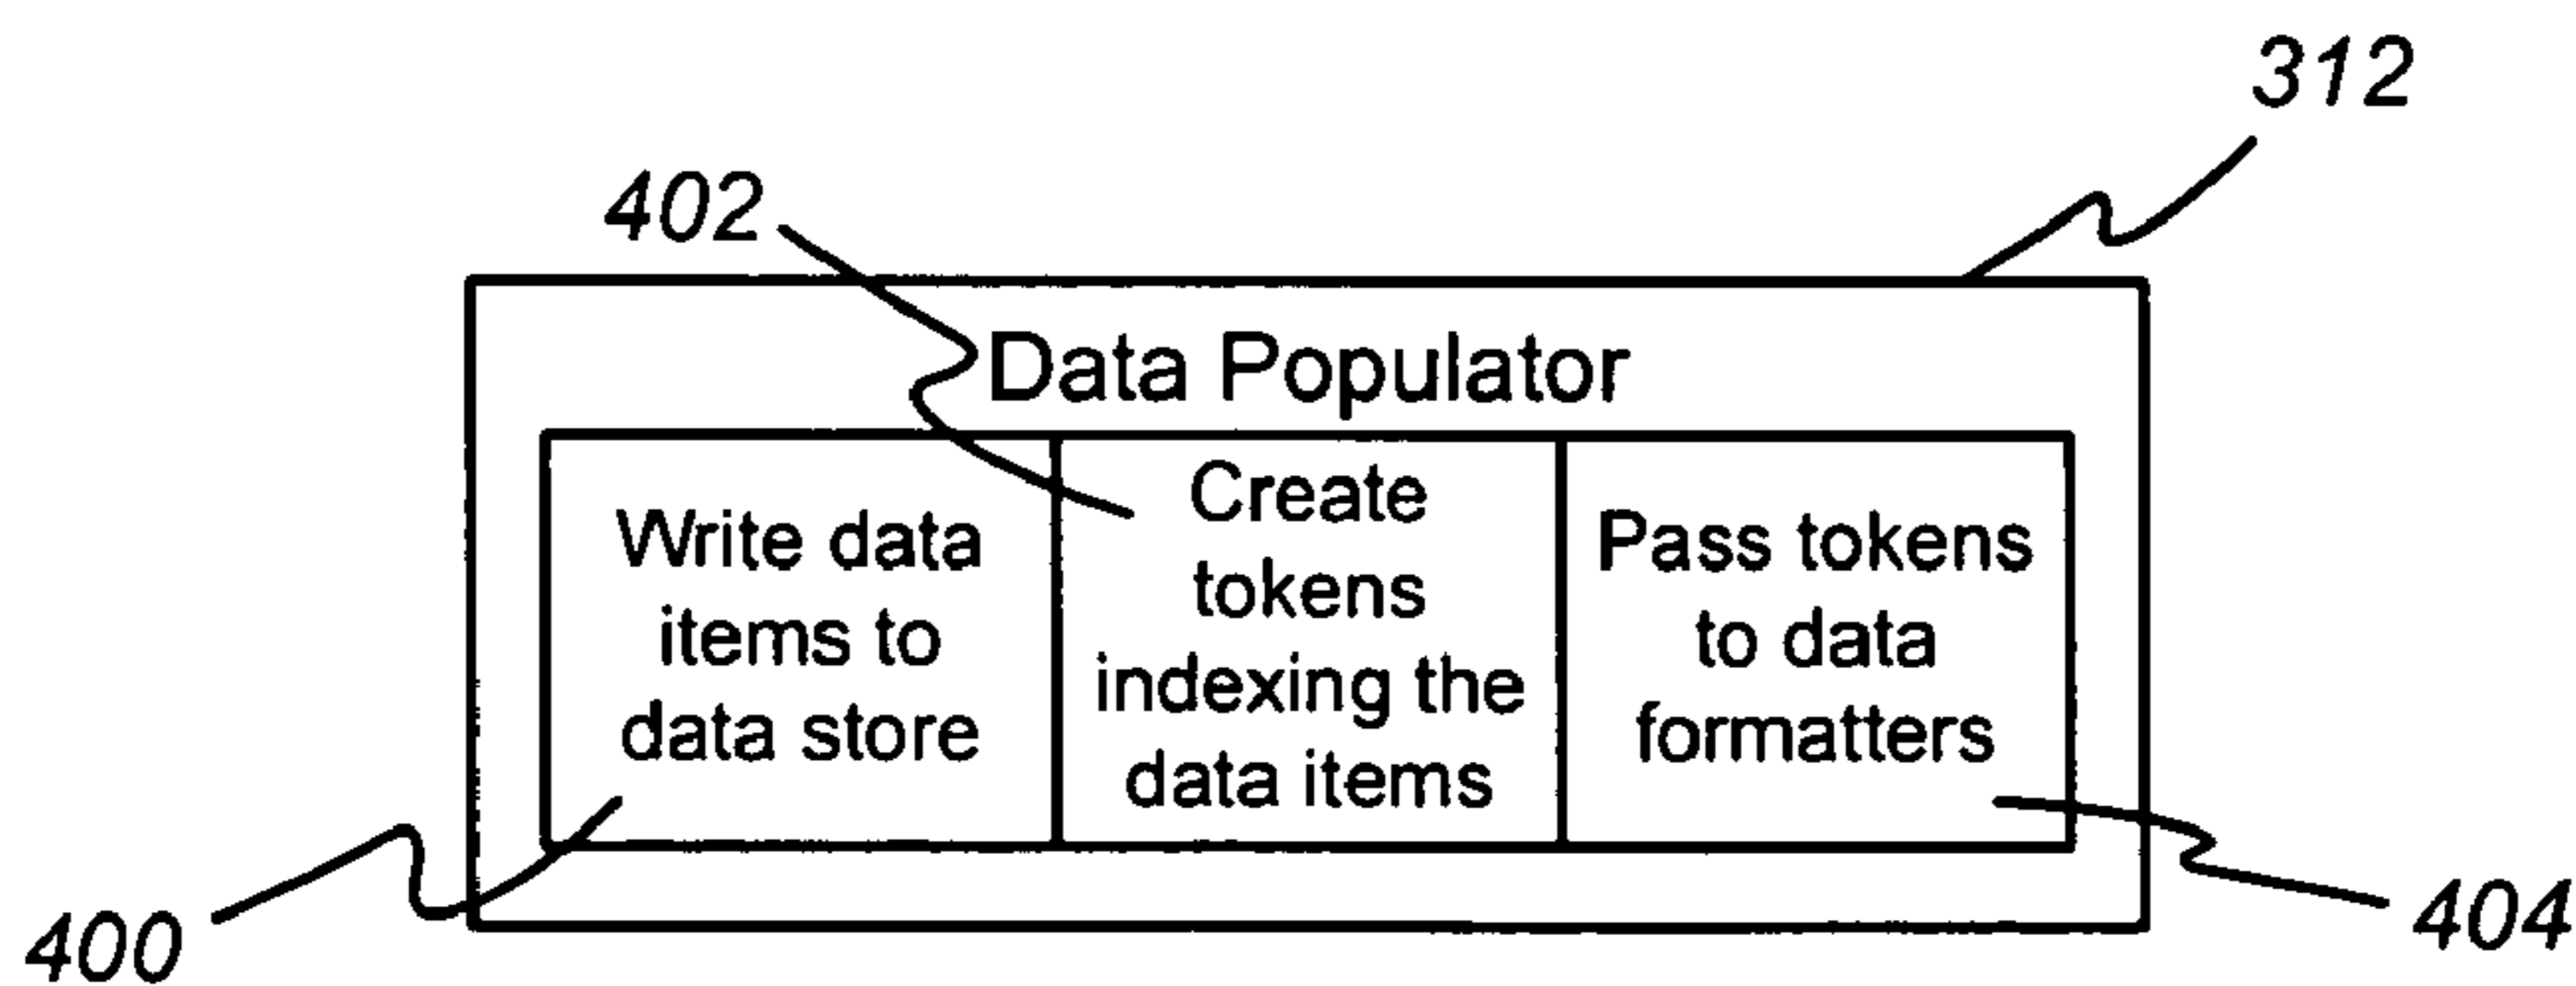 312
402
Data Populator
Write data
items to
data store
Create
tokens
indexing the
data items
Pass tokens
to data
formatters
400
404